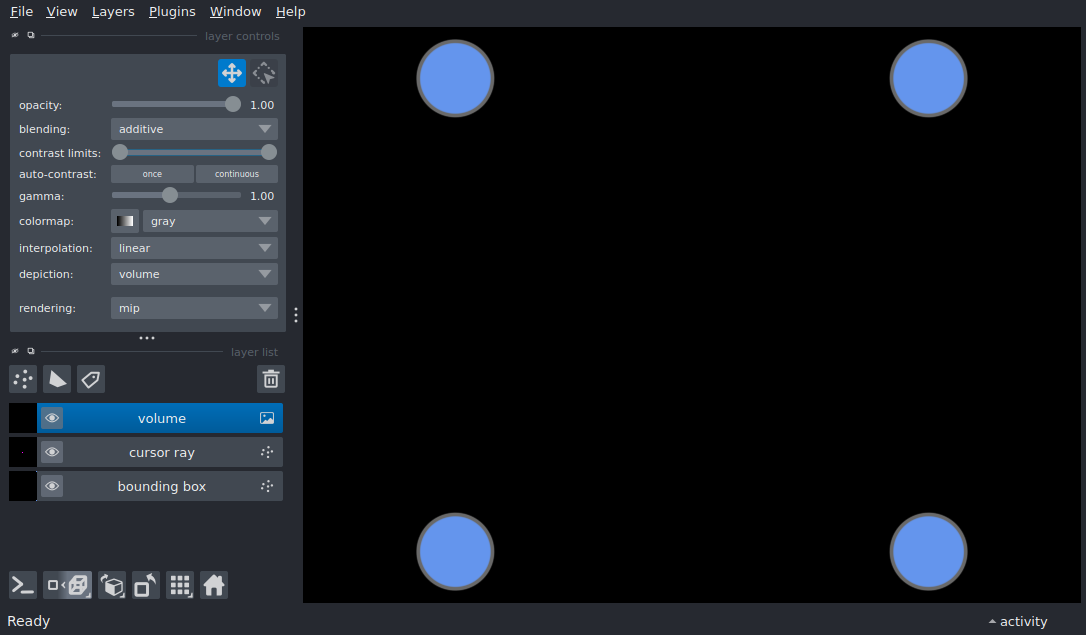 File View Layers Plugins Window Help
layer controls
opacity: 1.00
blending: additive
contrast limits:
auto-contrast: once continuous
gamma: 1.00
colormap: gray
interpolation: linear
depiction: volume
rendering: mip
layer list
volume
cursor ray
bounding box
Ready
activity